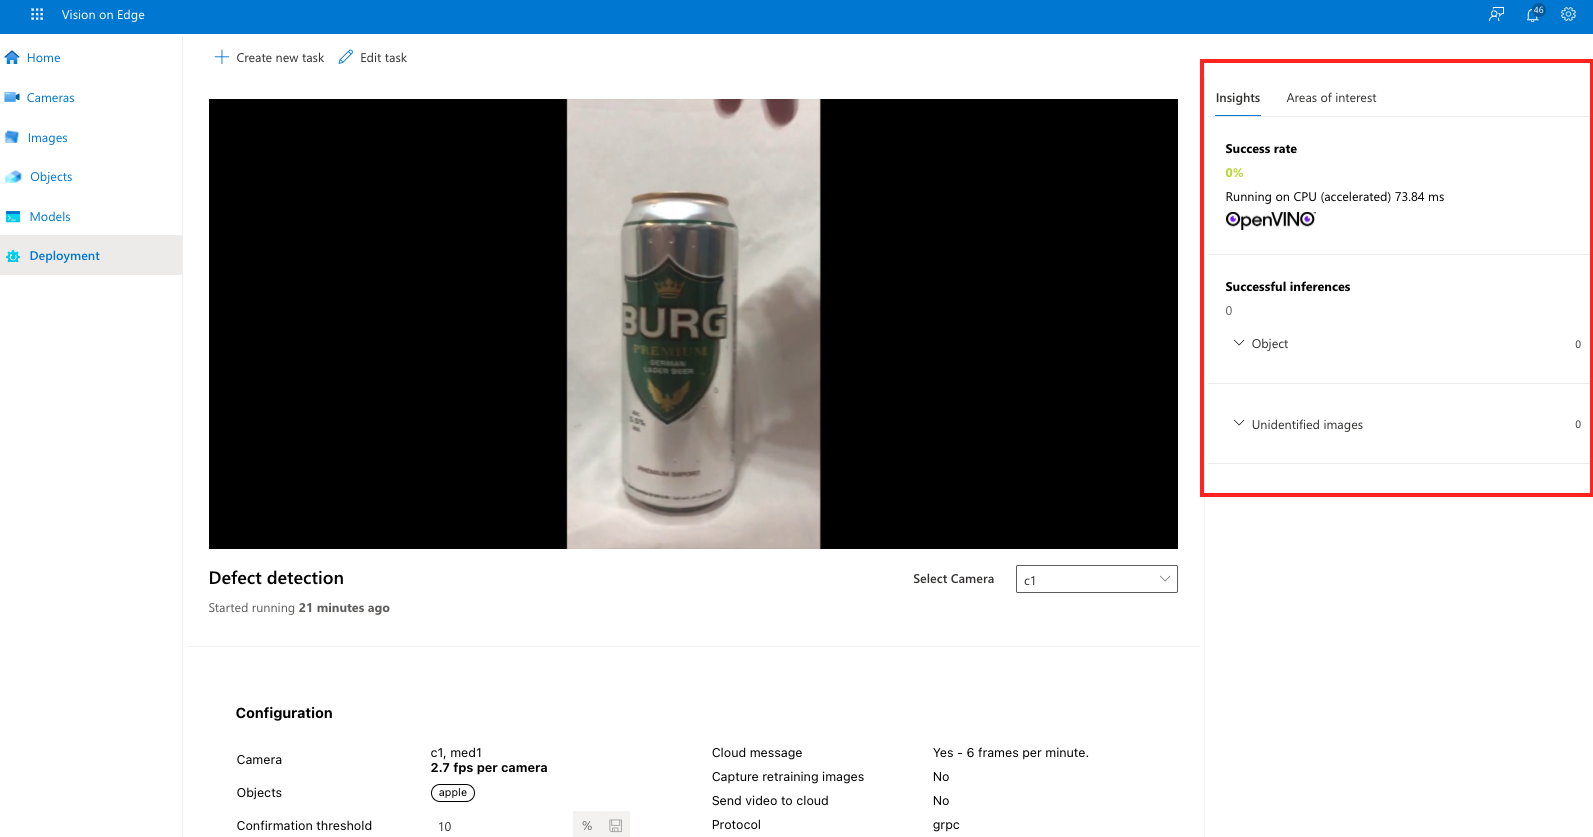 Vision on Edge
46
Home
Cameras
Images
Objects
Models
Deployment
Create new task
Edit task
BURG
PREMIUM
GERMAN
LAGER BEER
ALC.
PREMIUM IMPORT
Defect detection
Started running 21 minutes ago
Select Camera
c1
Configuration
Camera
c1, med1
2.7 fps per camera
Objects
apple
Confirmation threshold
10
%
Cloud message
Yes - 6 frames per minute.
Capture retraining images
No
Send video to cloud
No
Protocol
grpc
Insights
Areas of interest
Success rate
0%
Running on CPU (accelerated) 73.84 ms
OpenVINO
Successful inferences
0
Object
0
Unidentified images
0